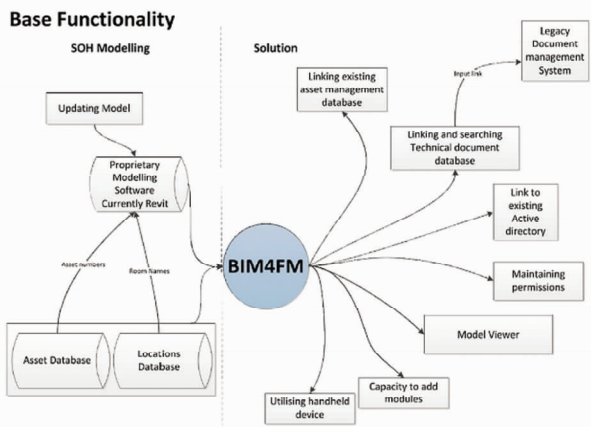 Base Functionality
SOH Modelling
Solution
Updating Model
Proprietary
Modelling
Software
Currently Revit
Asset numbers
Room Names
Asset Database
Locations
Database
BIM4FM
Linking existing
asset management
database
Legacy
Document
management
System
Input link
Linking and searching
Technical document
database
Link to
existing
Active
directory
Maintaining
permissions
Model Viewer
Capacity to add
modules
Utilising handheld
device